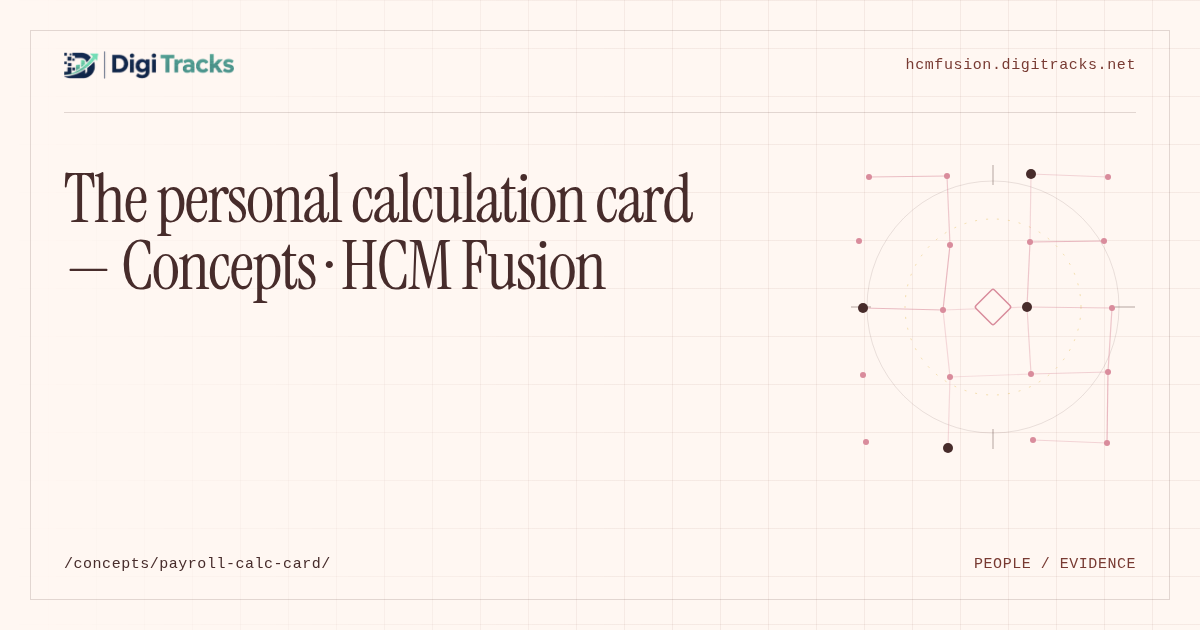 Digi Tracks
hcmfusion.digitracks.net
The personal calculation card
— Concepts · HCM Fusion
/concepts/payroll-calc-card/
PEOPLE / EVIDENCE